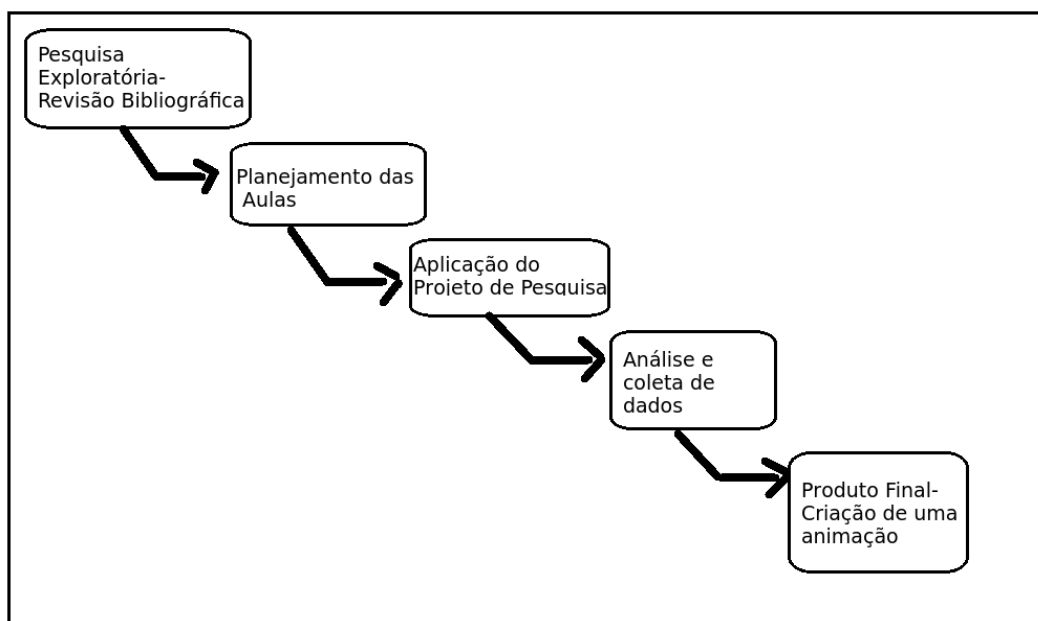 Pesquisa
Exploratória-
Revisão Bibliográfica
Planejamento das
Aulas
Aplicação do
Projeto de Pesquisa
Análise e
coleta de
dados
Produto Final-
Criação de uma
animação